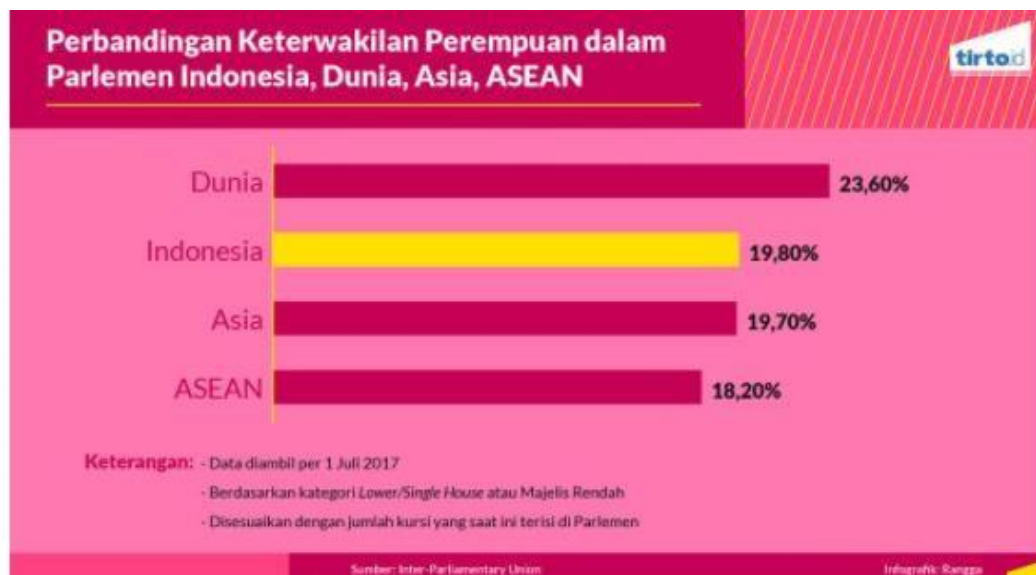 Perbandingan Keterwakilan Perempuan dalam
Parlemen Indonesia, Dunia, Asia, ASEAN
tirto.id
Dunia 23,60%
Indonesia 19,80%
Asia 19,70%
ASEAN 18,20%
Keterangan: - Data diambil per 1 Juli 2017
- Berdasarkan kategori Lower/Single House atau Majelis Rendah
- Disesuaikan dengan jumlah kursi yang saat ini terisi di Parlemen
Sumber: Inter-Parliamentary Union Infografik: Rangga